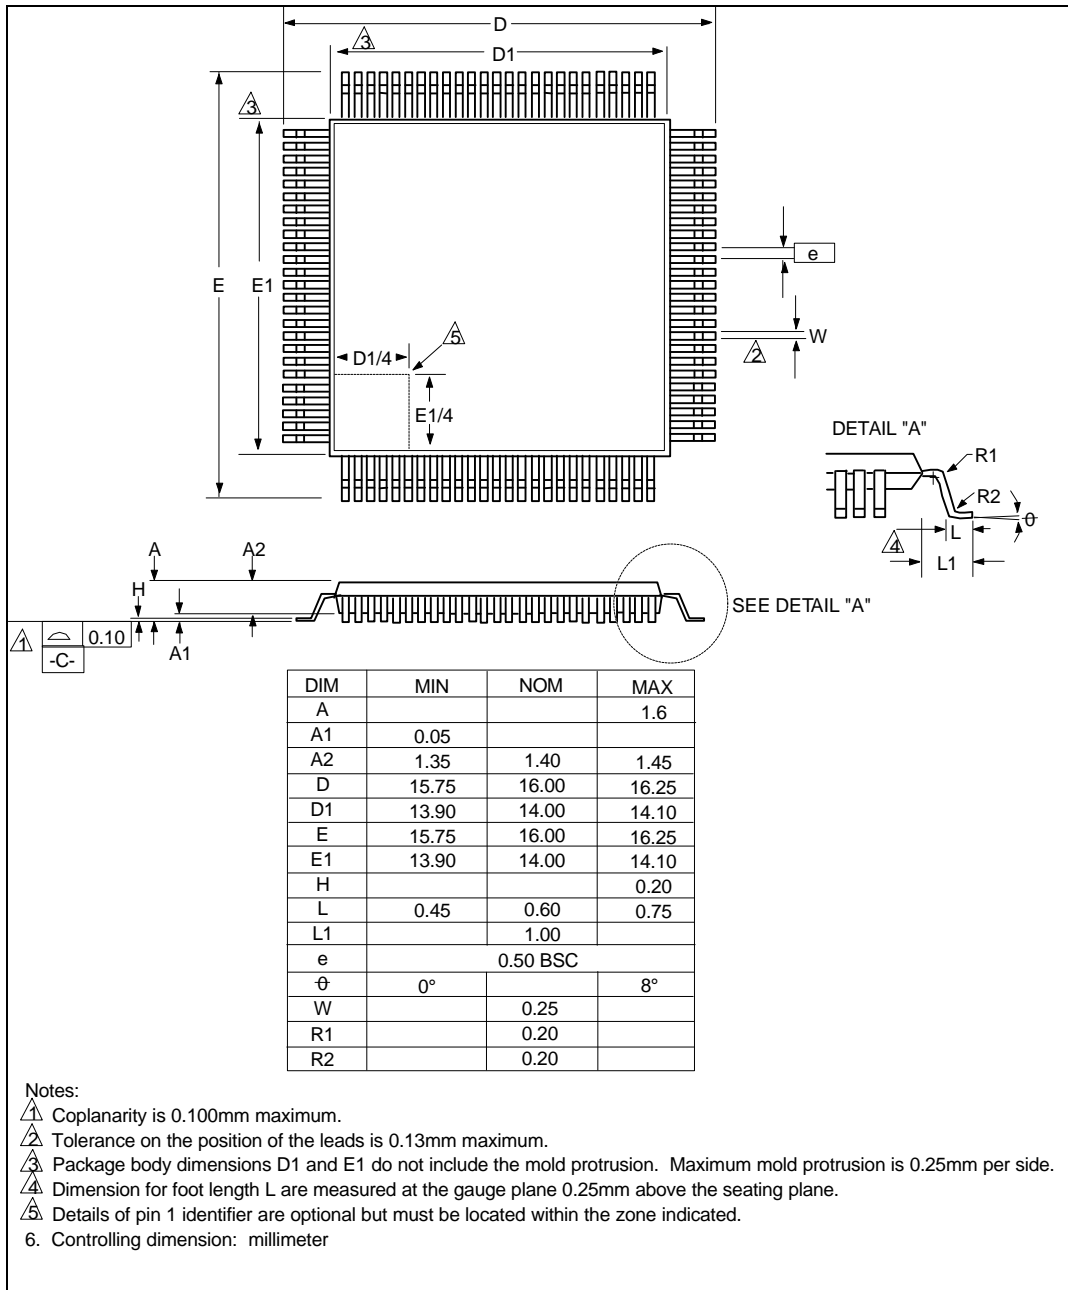 D
3
D1
3
E
E1
e
W
2
5
D1/4
E1/4
DETAIL "A"
R1
R2
θ
L
4
L1
A
A2
H
A1
SEE DETAIL "A"
1
0.10
-C-
DIM MIN NOM MAX
A 1.6
A1 0.05
A2 1.35 1.40 1.45
D 15.75 16.00 16.25
D1 13.90 14.00 14.10
E 15.75 16.00 16.25
E1 13.90 14.00 14.10
H 0.20
L 0.45 0.60 0.75
L1 1.00
e 0.50 BSC
θ 0° 8°
W 0.25
R1 0.20
R2 0.20
Notes:
1 Coplanarity is 0.100mm maximum.
2 Tolerance on the position of the leads is 0.13mm maximum.
3 Package body dimensions D1 and E1 do not include the mold protrusion. Maximum mold protrusion is 0.25mm per side.
4 Dimension for foot length L are measured at the gauge plane 0.25mm above the seating plane.
5 Details of pin 1 identifier are optional but must be located within the zone indicated.
6. Controlling dimension: millimeter